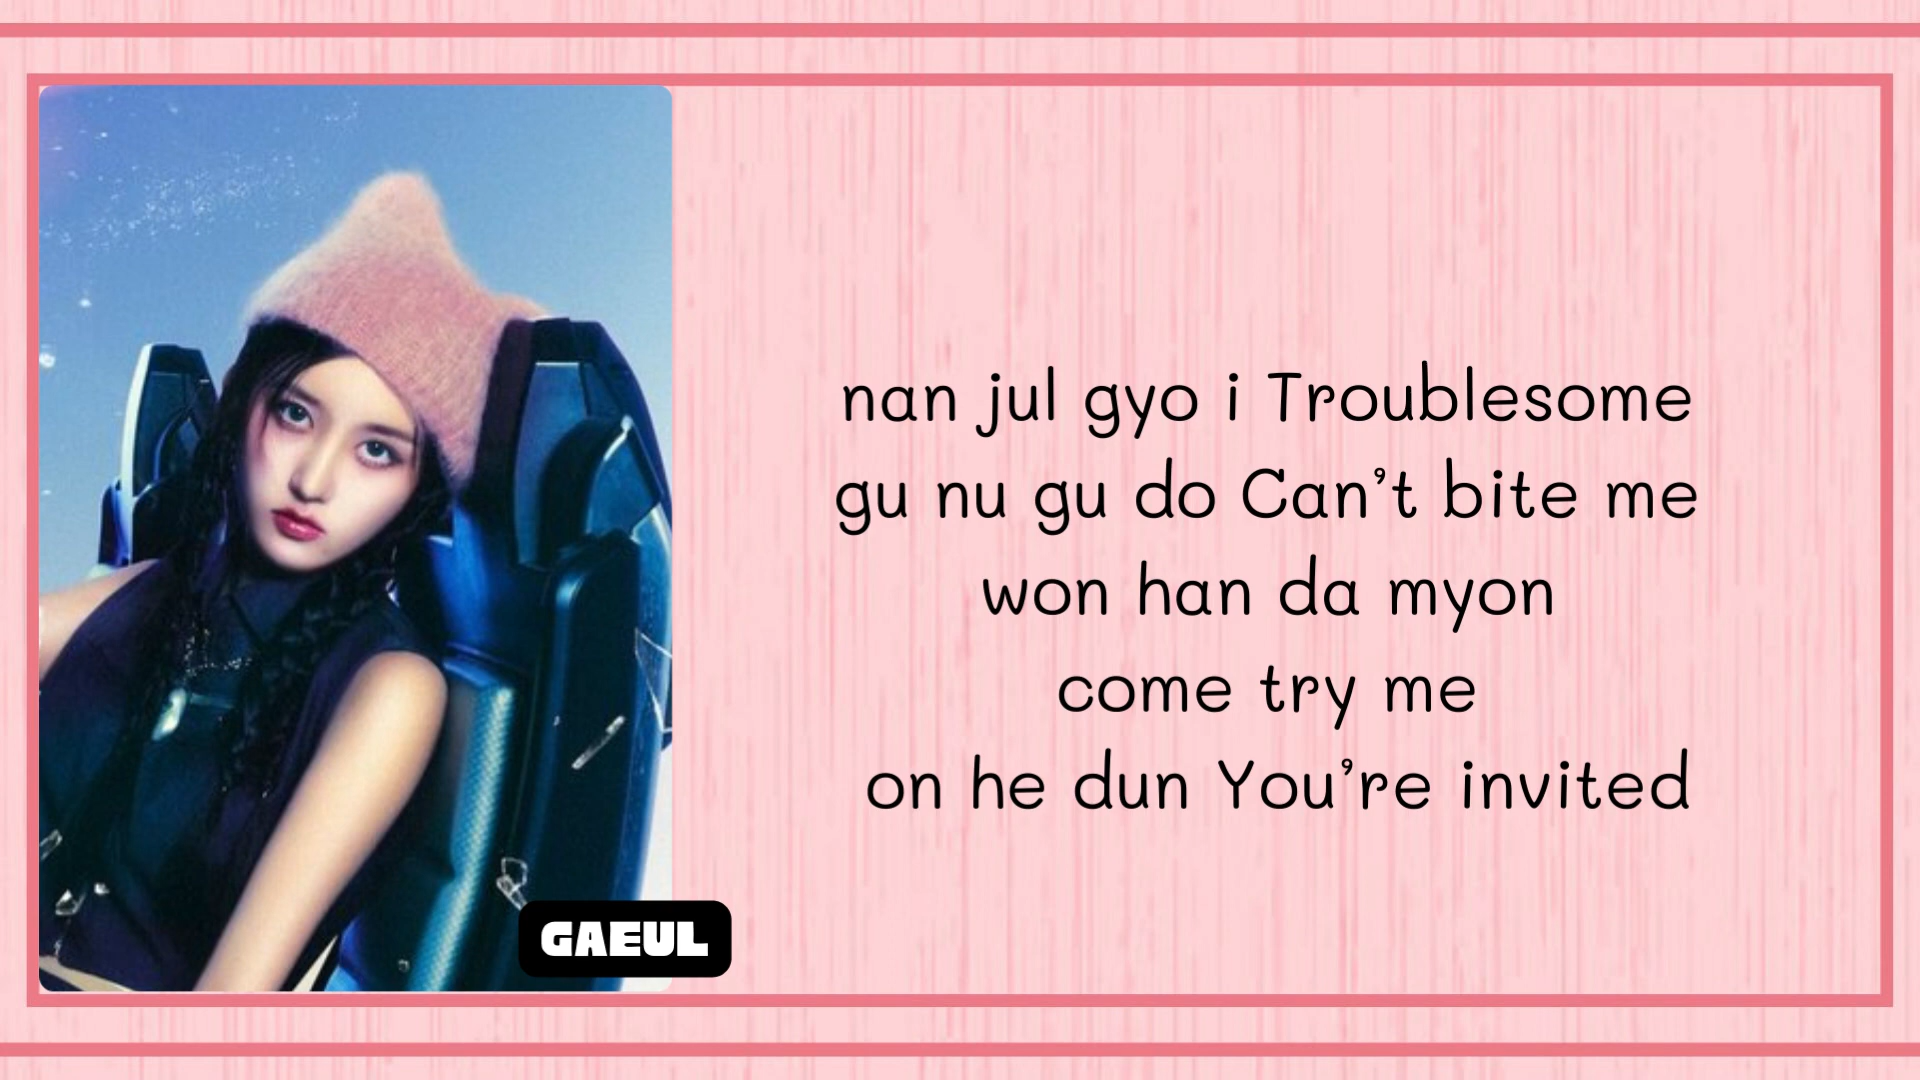 nan jul gyo i Troublesome
gu nu gu do Can’t bite me
won han da myon
come try me
on he dun You’re invited
GAEUL